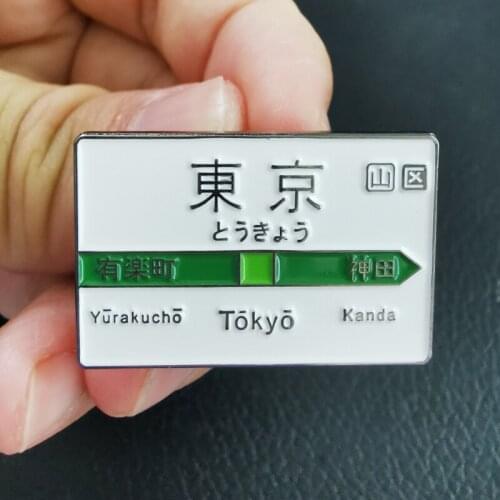 東京 山 区
とうきょう
有楽町 神田
Yūrakuchō Tōkyō Kanda